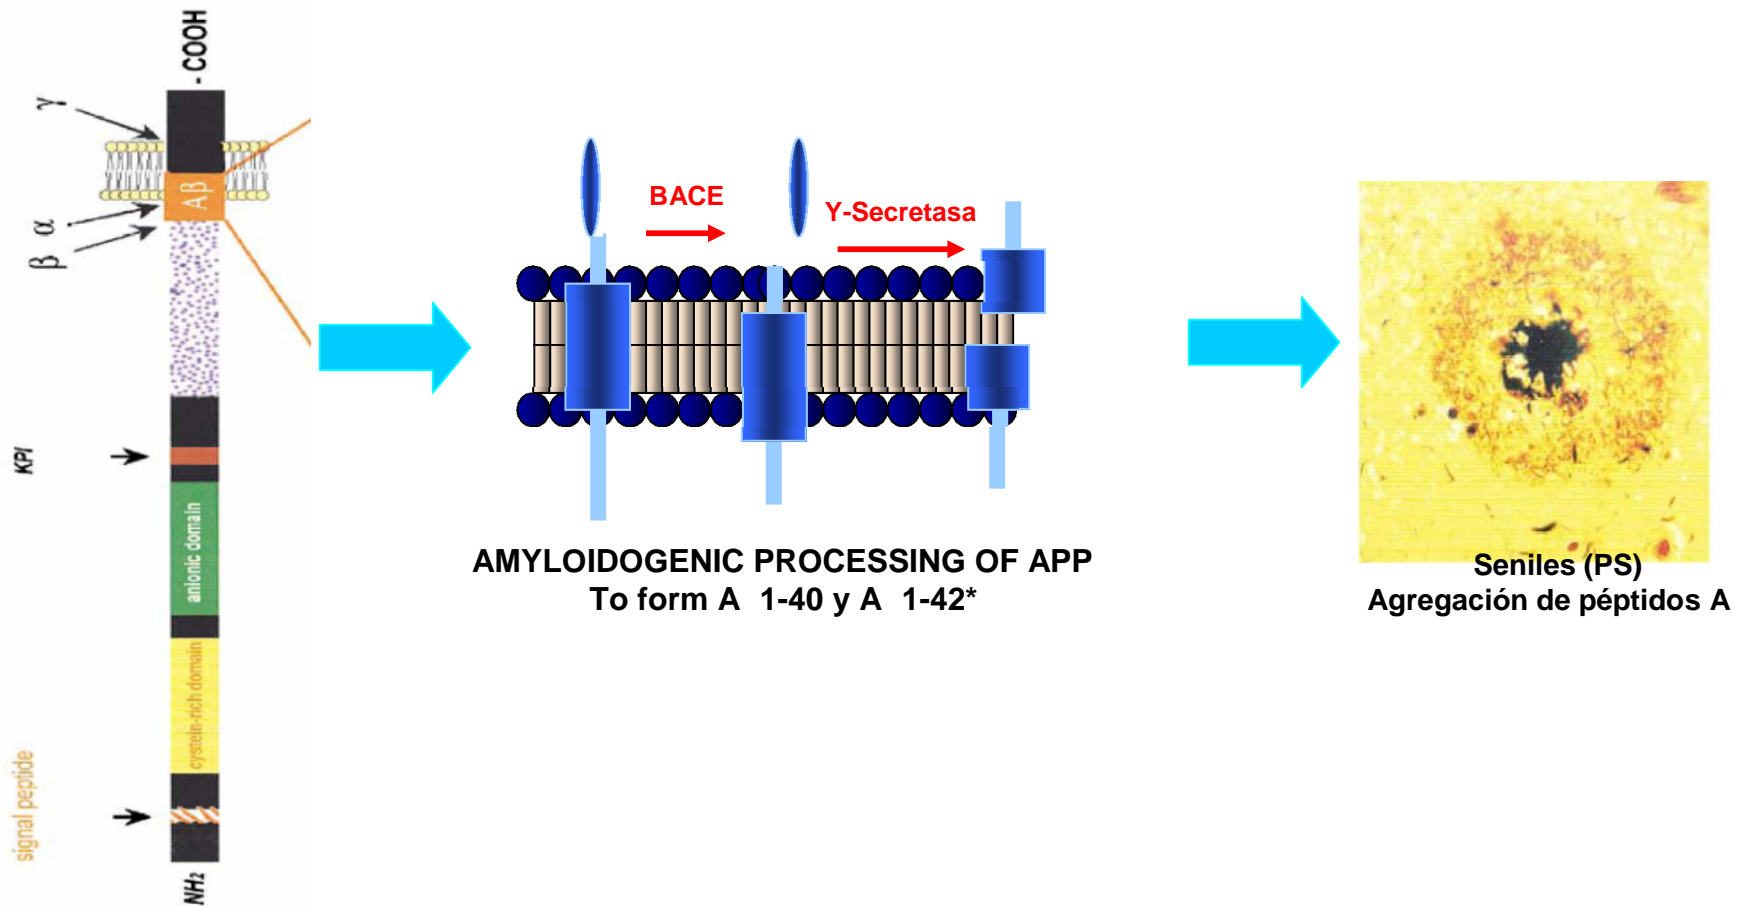 - COOH
γ
Aβ
α
β
KPI
anionic domain
cystein-rich domain
signal peptide
NH2
BACE
Y-Secretasa
AMYLOIDOGENIC PROCESSING OF APP
To form A 1-40 y A 1-42*
Seniles (PS)
Agregación de péptidos A